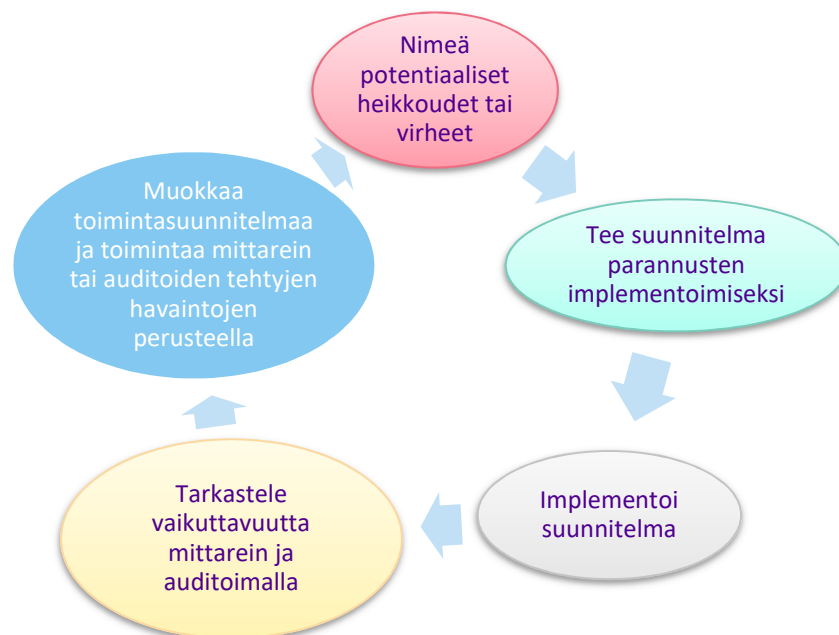 Nimeä
potentiaaliset
heikkoudet tai
virheet
Tee suunnitelma
parannusten
implementoimiseksi
Implementoi
suunnitelma
Tarkastele
vaikuttavuutta
mittarein ja
auditoimalla
Muokkaa
toimintasuunnitelmaa
ja toimintaa mittarein
tai auditoiden tehtyjen
havaintojen
perusteella